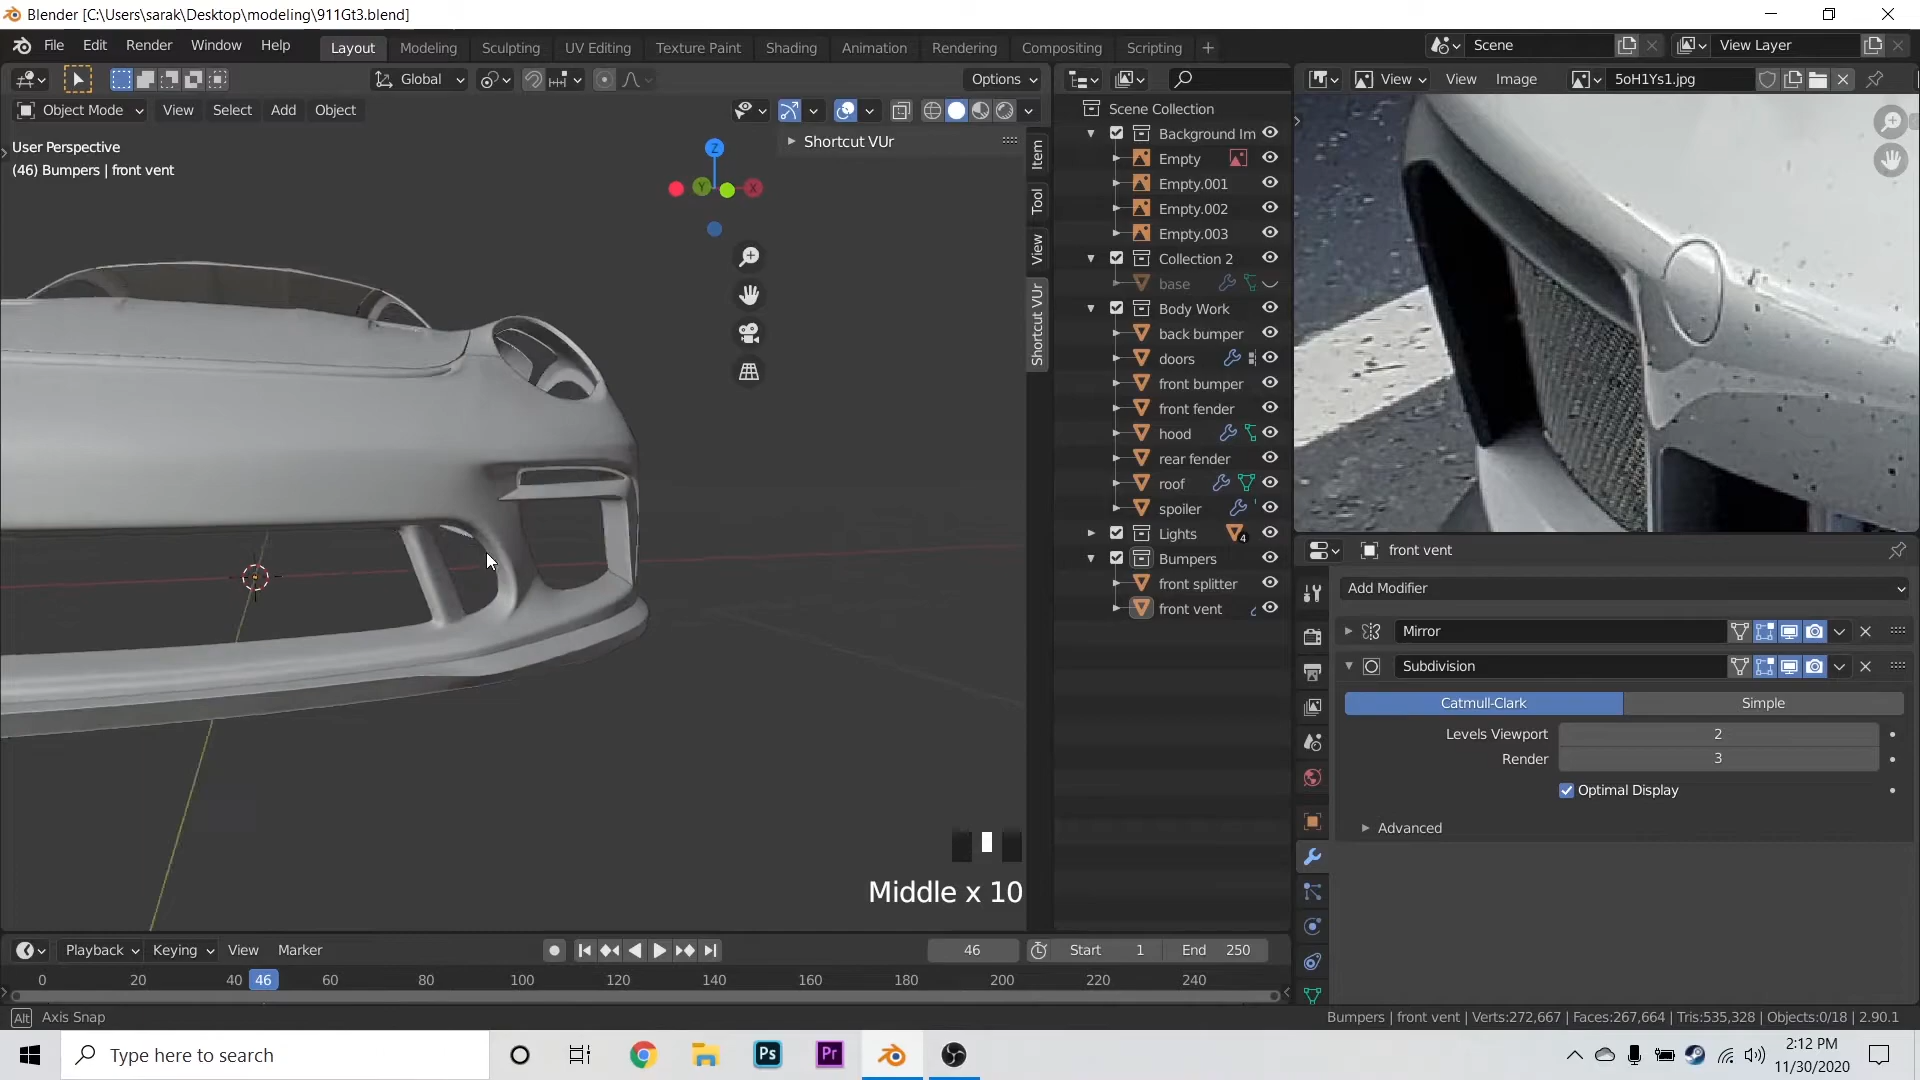 Blender [C:\Users\sarak\Desktop\modeling\911Gt3.blend]
File Edit Render Window Help
Layout Modeling Sculpting UV Editing Texture Paint Shading Animation Rendering Compositing Scripting +
Scene
View Layer
Global
Options
View View Image 5oH1Ys1.jpg
Object Mode View Select Add Object
User Perspective
(46) Bumpers | front vent
Shortcut VUr
Z
Y
X
Item
Tool
View
Shortcut VUr
Scene Collection
Background Im
Empty
Empty.001
Empty.002
Empty.003
Collection 2
base
Body Work
back bumper
doors
front bumper
front fender
hood
rear fender
roof
spoiler
Lights 4
Bumpers
front splitter
front vent
front vent
Add Modifier
Mirror
Subdivision
Catmull-Clark Simple
Levels Viewport 2
Render 3
Optimal Display
Advanced
Middle x 10
Playback Keying View Marker
46 Start 1 End 250
0 20 40 46 60 80 100 120 140 160 180 200 220 240
Alt Axis Snap
Bumpers | front vent | Verts:272,667 | Faces:267,664 | Tris:535,328 | Objects:0/18 | 2.90.1
Type here to search
Ps
Pr
2:12 PM
11/30/2020